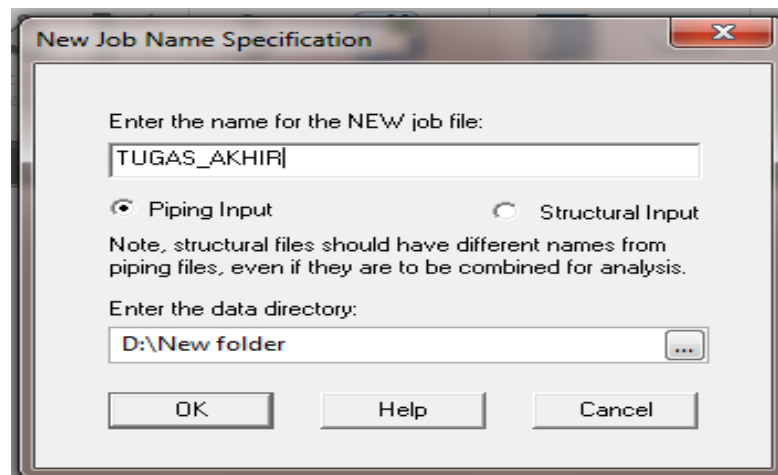 New Job Name Specification
Enter the name for the NEW job file:
TUGAS_AKHIR
Piping Input
Structural Input
Note, structural files should have different names from
piping files, even if they are to be combined for analysis.
Enter the data directory:
D:\New folder
...
OK
Help
Cancel